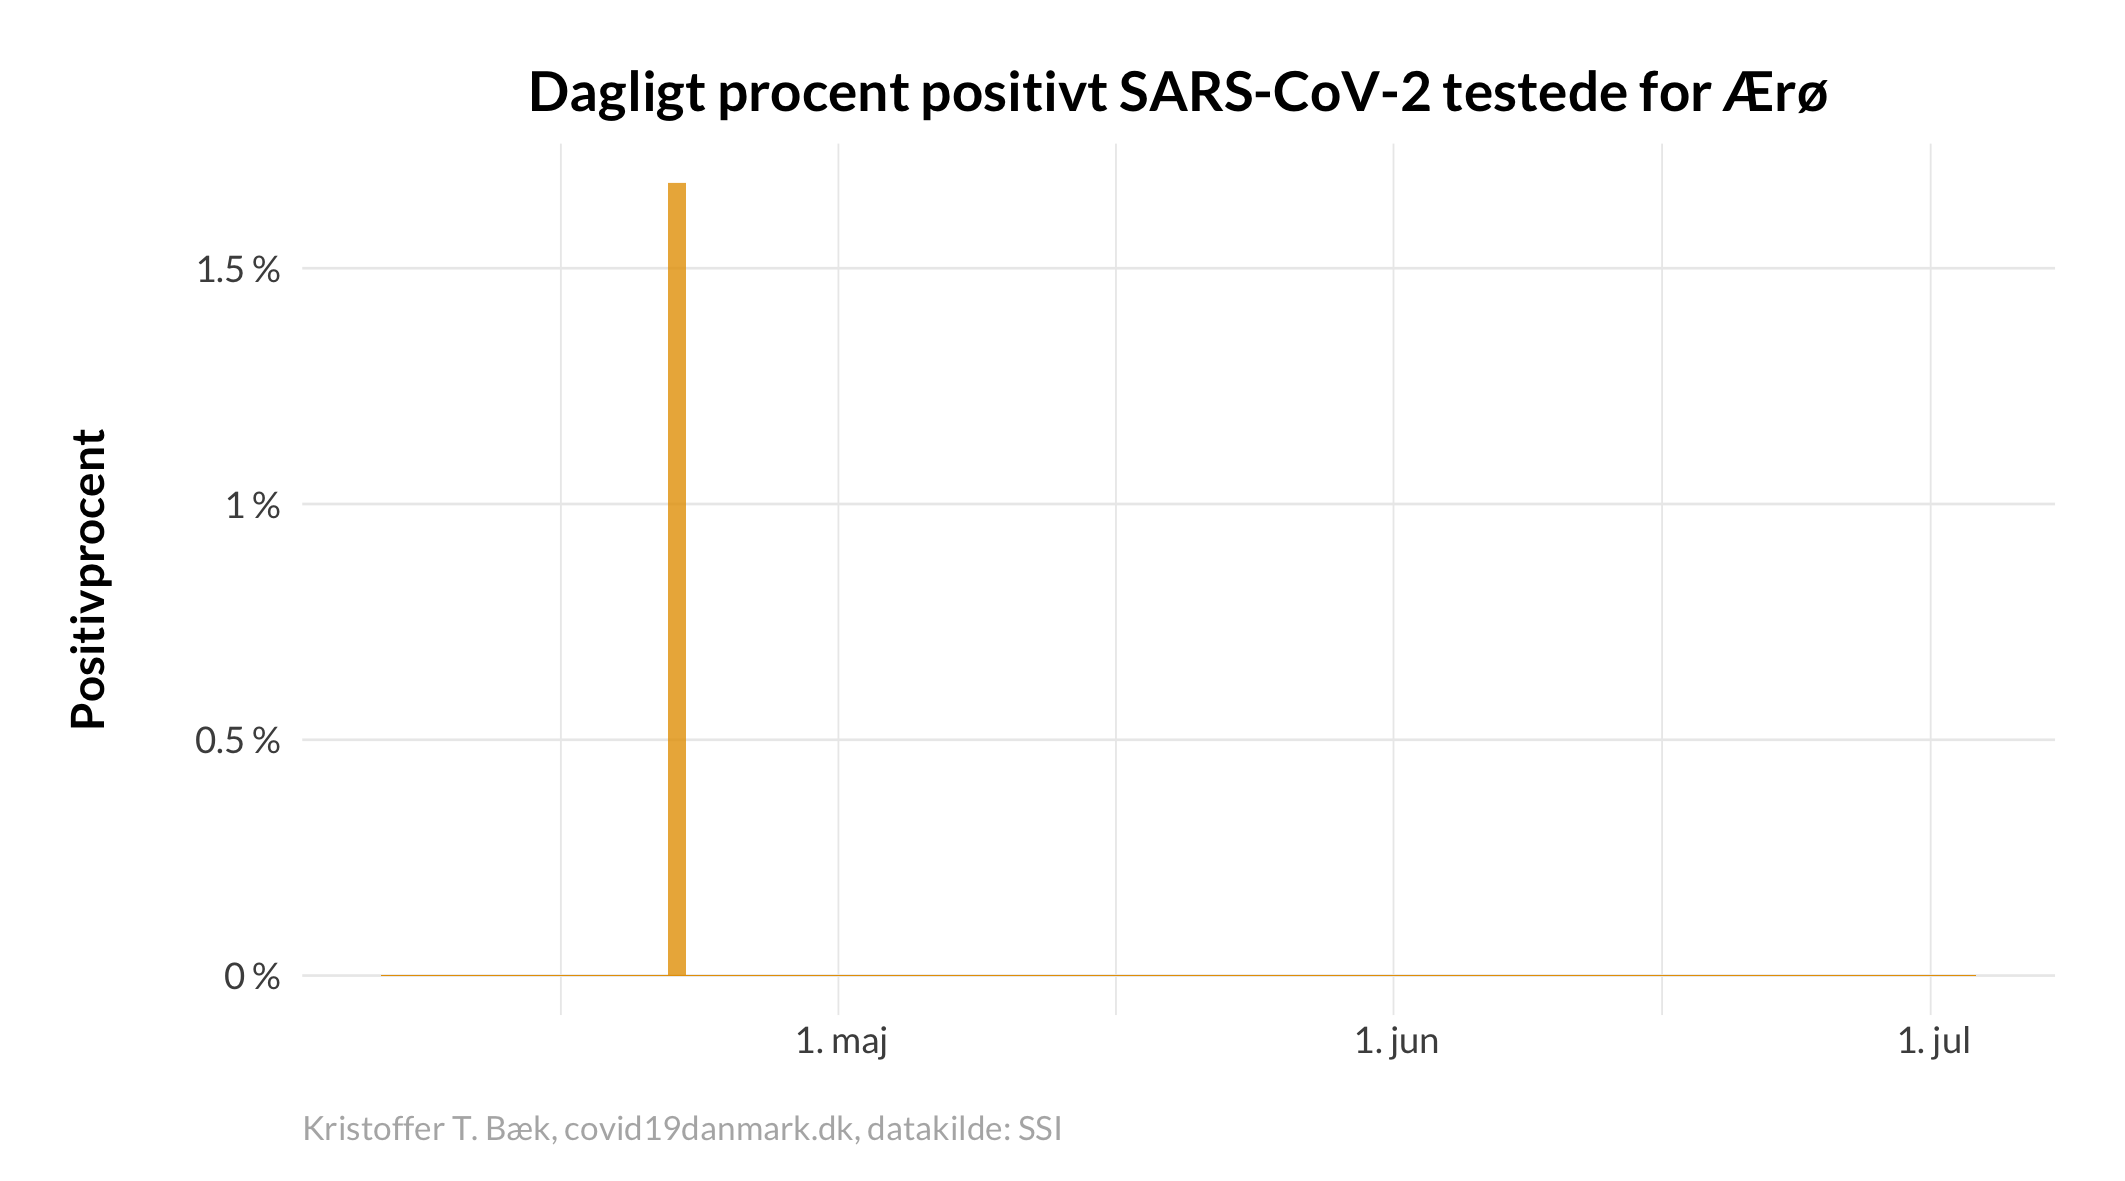 Dagligt procent positivt SARS-CoV-2 testede for Ærø
Positivprocent
1.5 %
1 %
0.5 %
0 %
1. maj
1. jun
1. jul
Kristoffer T. Bæk, covid19danmark.dk, datakilde: SSI